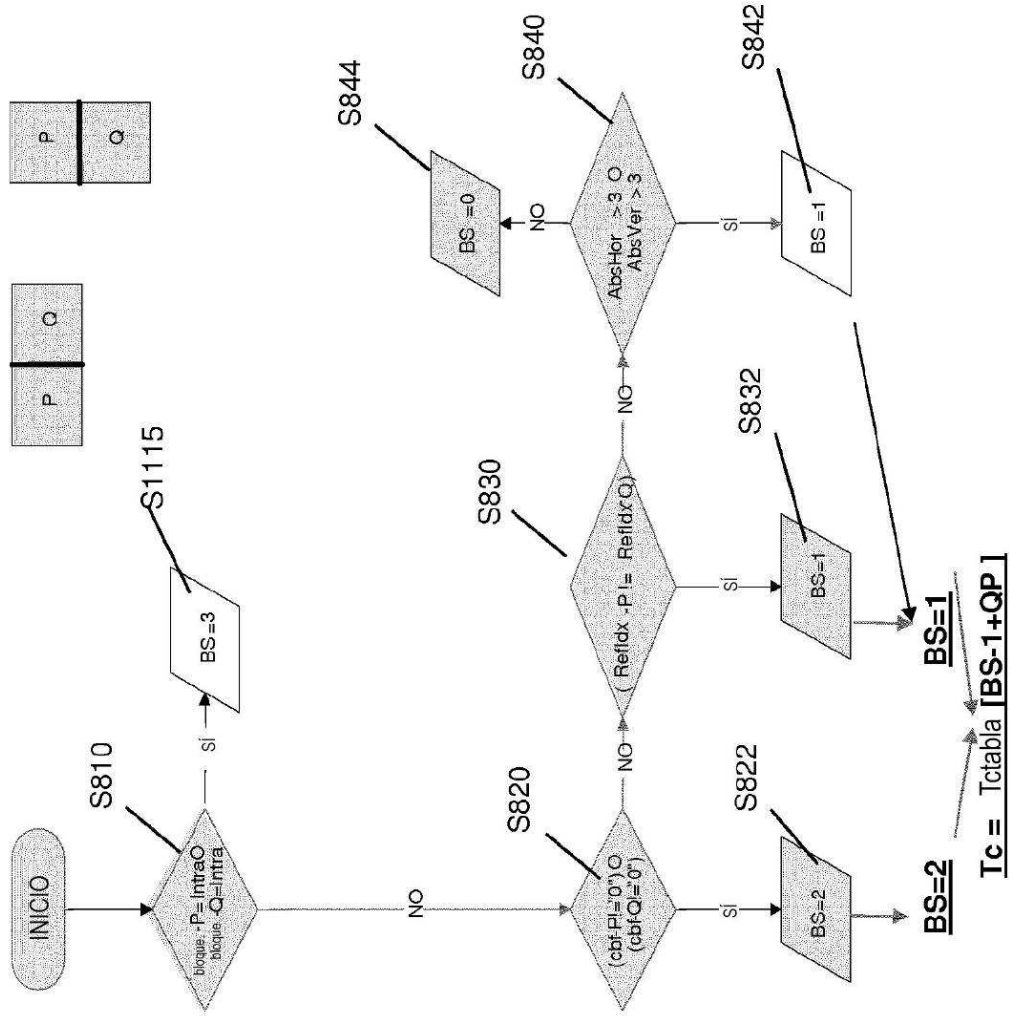 INICIO
S810
bloque-P=IntraO
bloque-Q=Intra
SÍ
BS=3
S1115
P
Q
P
Q
NO
S820
(cbf-P!="0") O
(cbf-Q!="0")
NO
SÍ
BS=2
S822
S830
( RefIdx -P != RefIdx Q)
NO
SÍ
BS=1
S832
S840
AbsHor >3 O
AbsVer >3
NO
BS =0
S844
SÍ
BS =1
S842
BS=2
BS=1
Tc = Tctabla [BS-1+QP ]